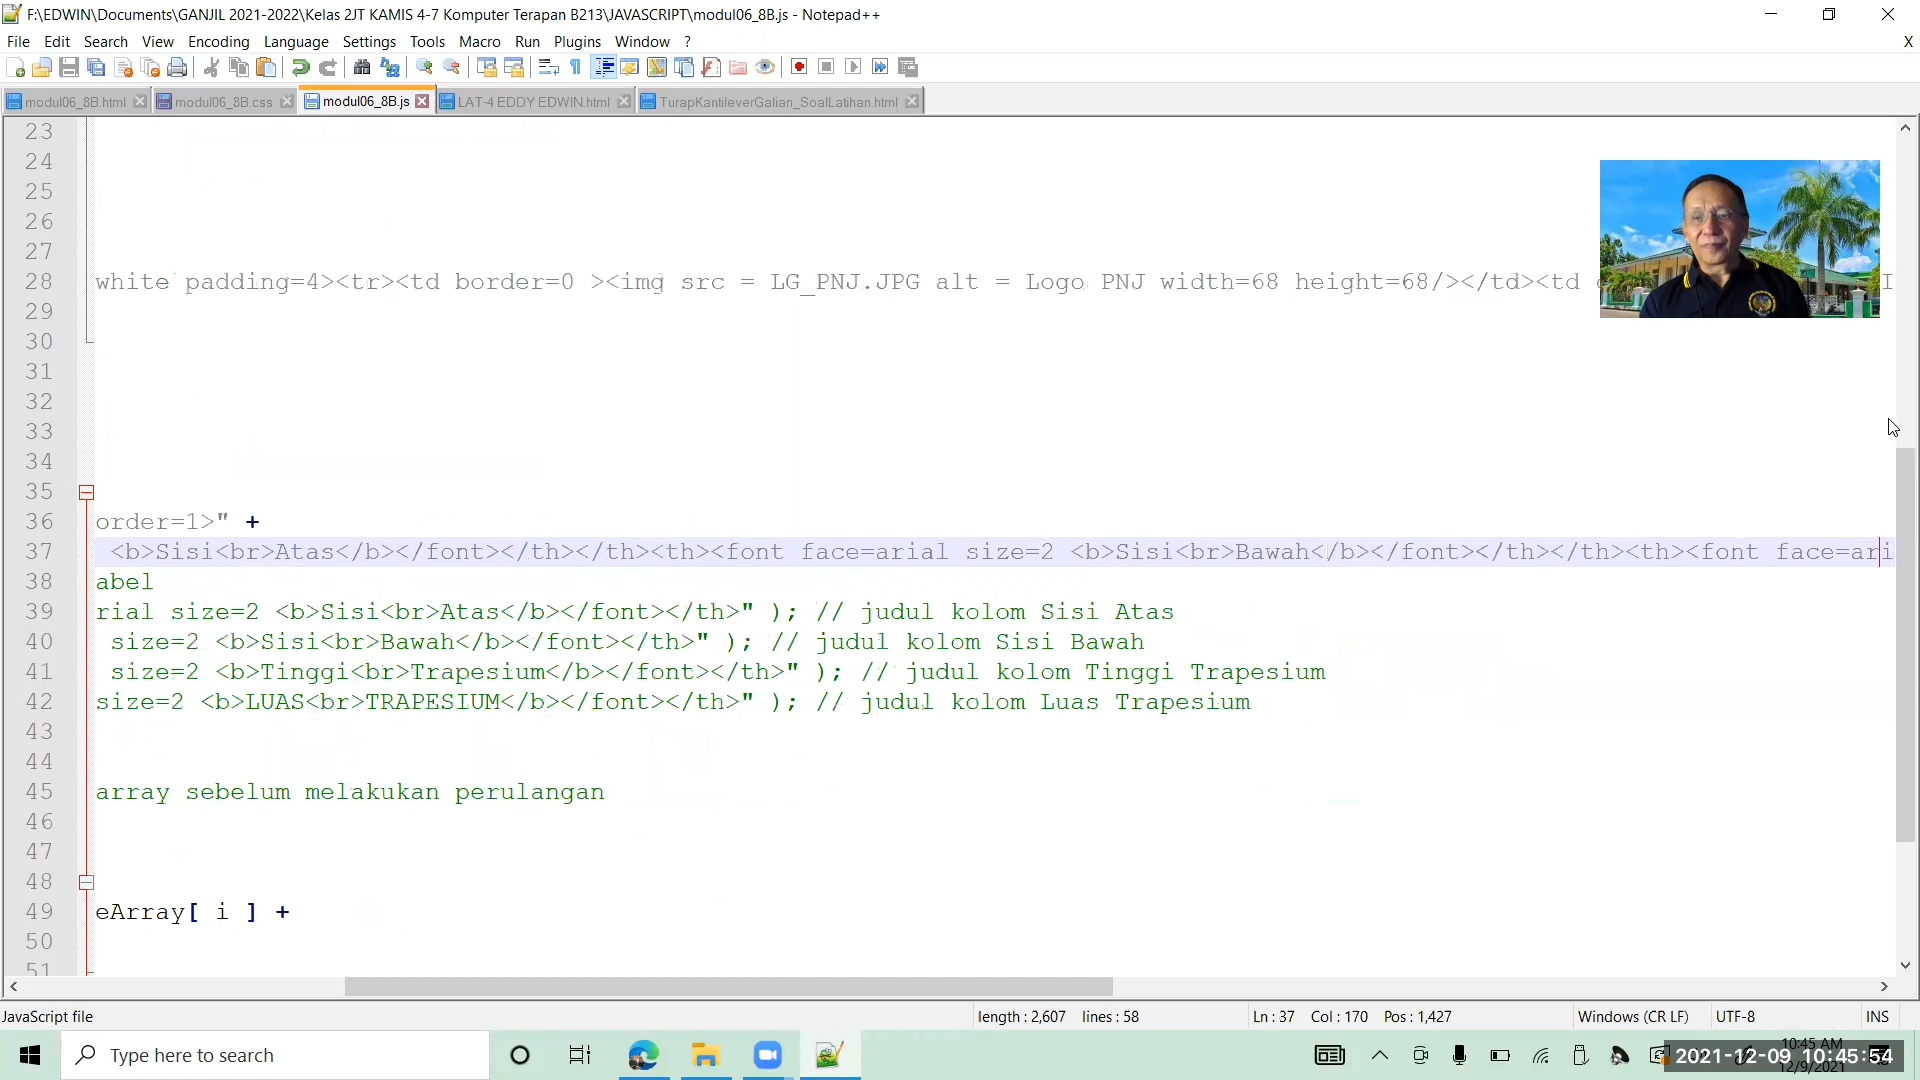 F:\EDWIN\Documents\GANJIL 2021-2022\Kelas 2JT KAMIS 4-7 Komputer Terapan B213\JAVASCRIPT\modul06_8B.js - Notepad++
File Edit Search View Encoding Language Settings Tools Macro Run Plugins Window ? X
modul06_8B.html modul06_8B.css modul06_8B.js LAT-4 EDDY EDWIN.html TurapKantileverGalian_SoalLatihan.html
23
24
25
26
27
28 white padding=4><tr><td border=0 ><img src = LG_PNJ.JPG alt = Logo PNJ width=68 height=68/></td><td
29
30
31
32
33
34
35
36 order=1>" +
37 <b>Sisi<br>Atas</b></font></th></th><th><font face=arial size=2 <b>Sisi<br>Bawah</b></font></th></th><th><font face=ari
38 abel
39 rial size=2 <b>Sisi<br>Atas</b></font></th>" ); // judul kolom Sisi Atas
40 size=2 <b>Sisi<br>Bawah</b></font></th>" ); // judul kolom Sisi Bawah
41 size=2 <b>Tinggi<br>Trapesium</b></font></th>" ); // judul kolom Tinggi Trapesium
42 size=2 <b>LUAS<br>TRAPESIUM</b></font></th>" ); // judul kolom Luas Trapesium
43
44
45 array sebelum melakukan perulangan
46
47
48
49 eArray[ i ] +
50
51
JavaScript file length : 2,607 lines : 58 Ln : 37 Col : 170 Pos : 1,427 Windows (CR LF) UTF-8 INS
Type here to search
10:45 AM
2021-12-09 10:45:54
12/9/2021